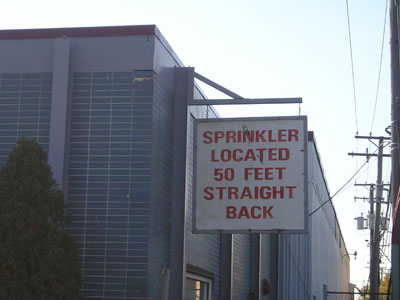 SPRINKLER
LOCATED
50 FEET
STRAIGHT
BACK